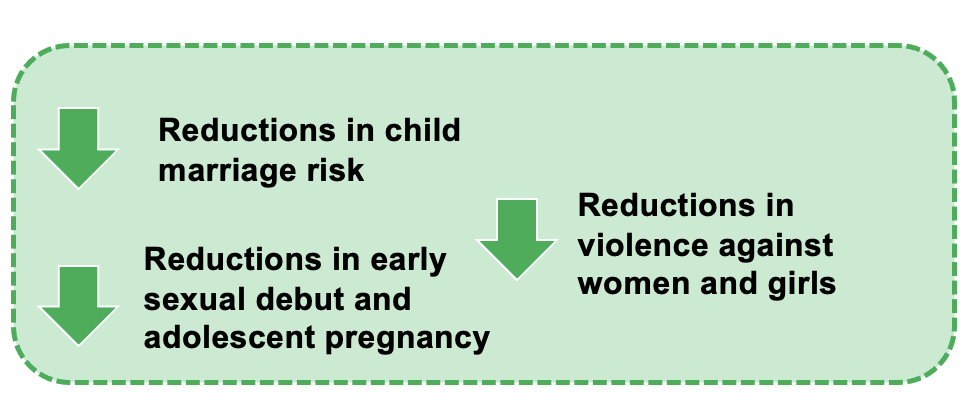 Reductions in child
marriage risk
Reductions in early
sexual debut and
adolescent pregnancy
Reductions in
violence against
women and girls